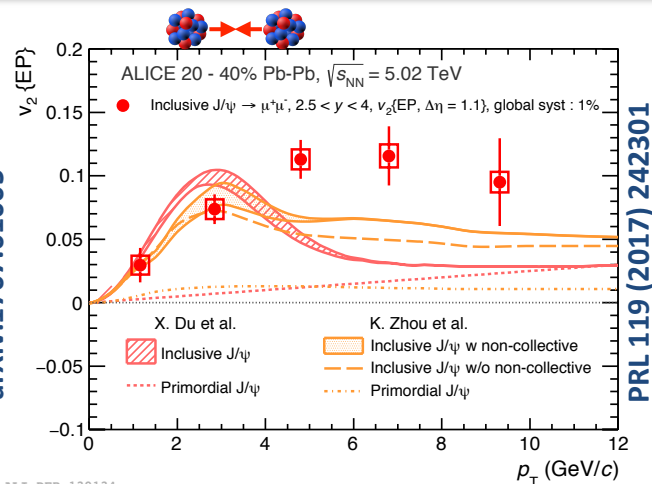 0.2
0.15
0.1
0.05
0
−0.05
−0.1
v₂ {EP}
ALICE 20 - 40% Pb-Pb, √s_NN = 5.02 TeV
Inclusive J/ψ → μ⁺μ⁻, 2.5 < y < 4, v₂{EP, Δη = 1.1}, global syst : 1%
X. Du et al.
Inclusive J/ψ
Primordial J/ψ
K. Zhou et al.
Inclusive J/ψ w non-collective
Inclusive J/ψ w/o non-collective
Primordial J/ψ
0 2 4 6 8 10 12
p_T (GeV/c)
PRL 119 (2017) 242301